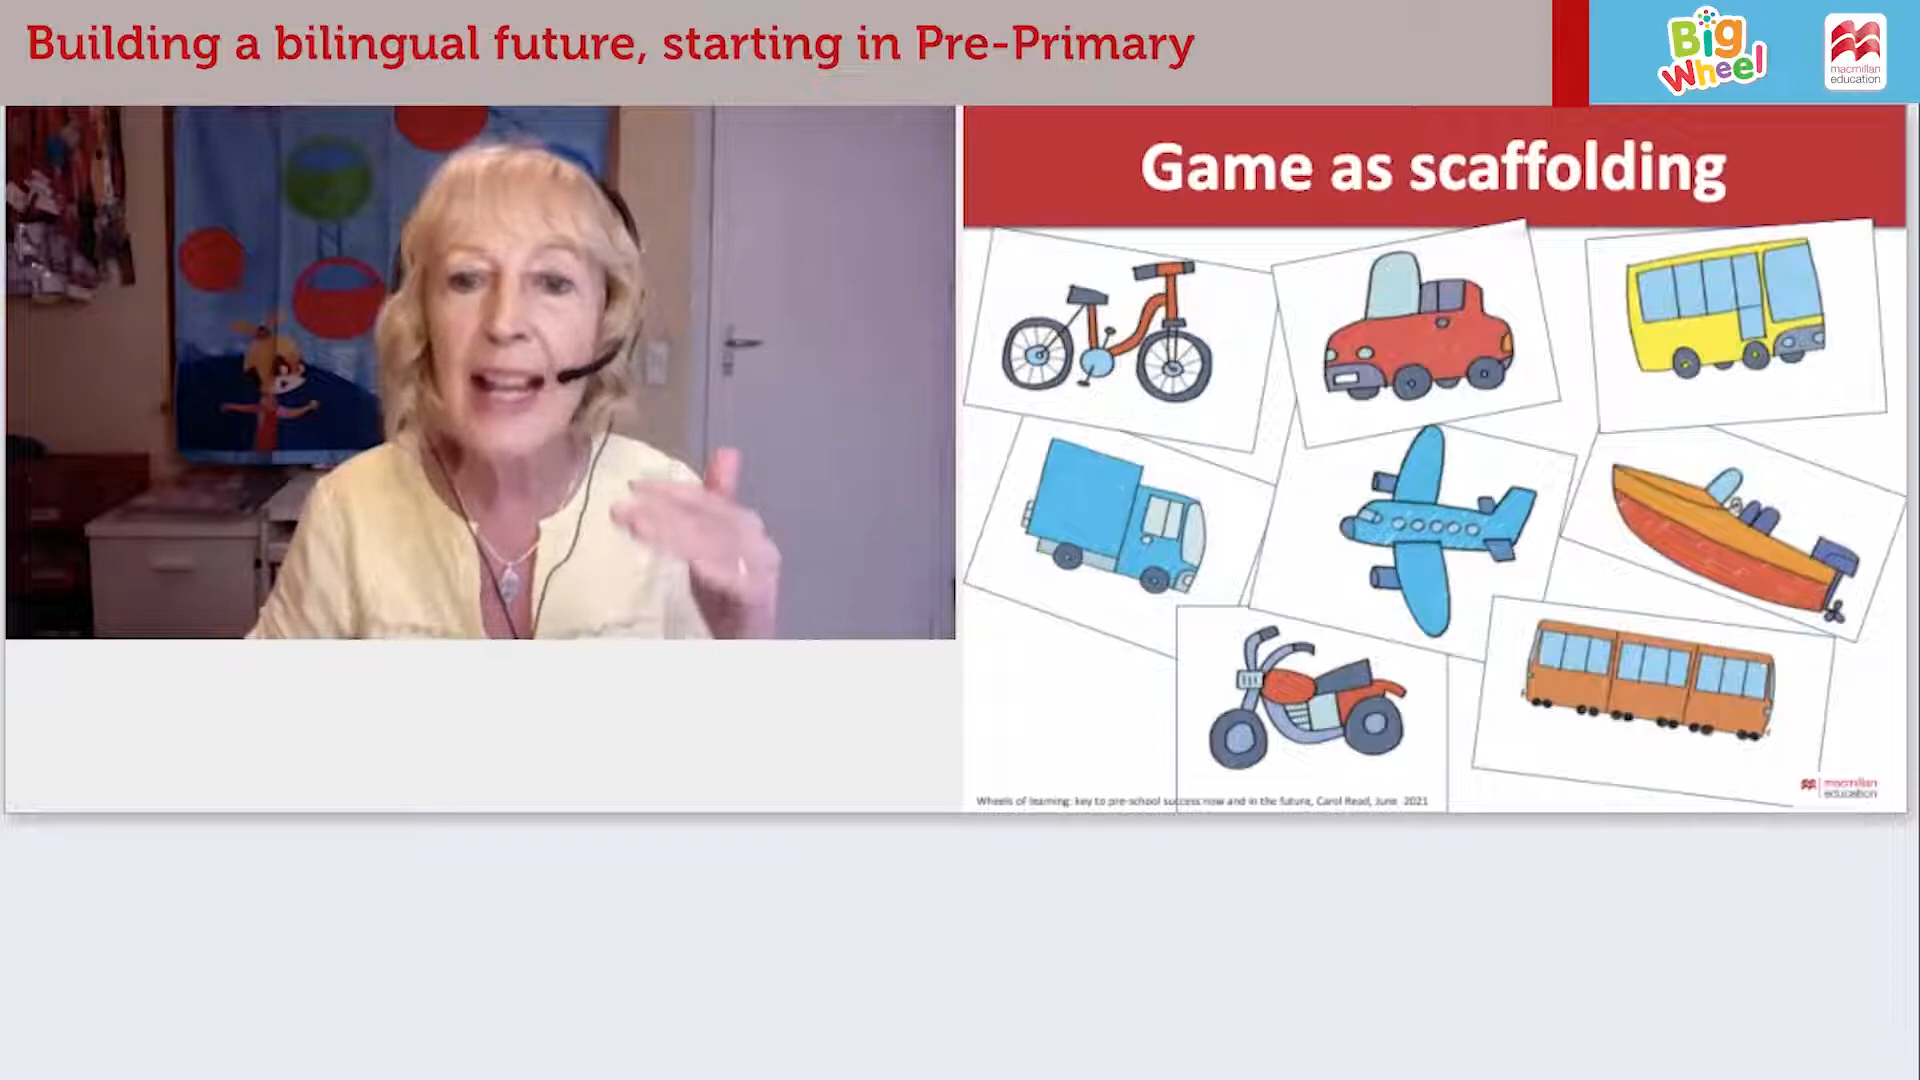 Building a bilingual future, starting in Pre-Primary
Big
Wheel
macmillan
education
Game as scaffolding
Wheels of learning: key to pre-school success now and in the future, Carol Read, June 2021
macmillan
education